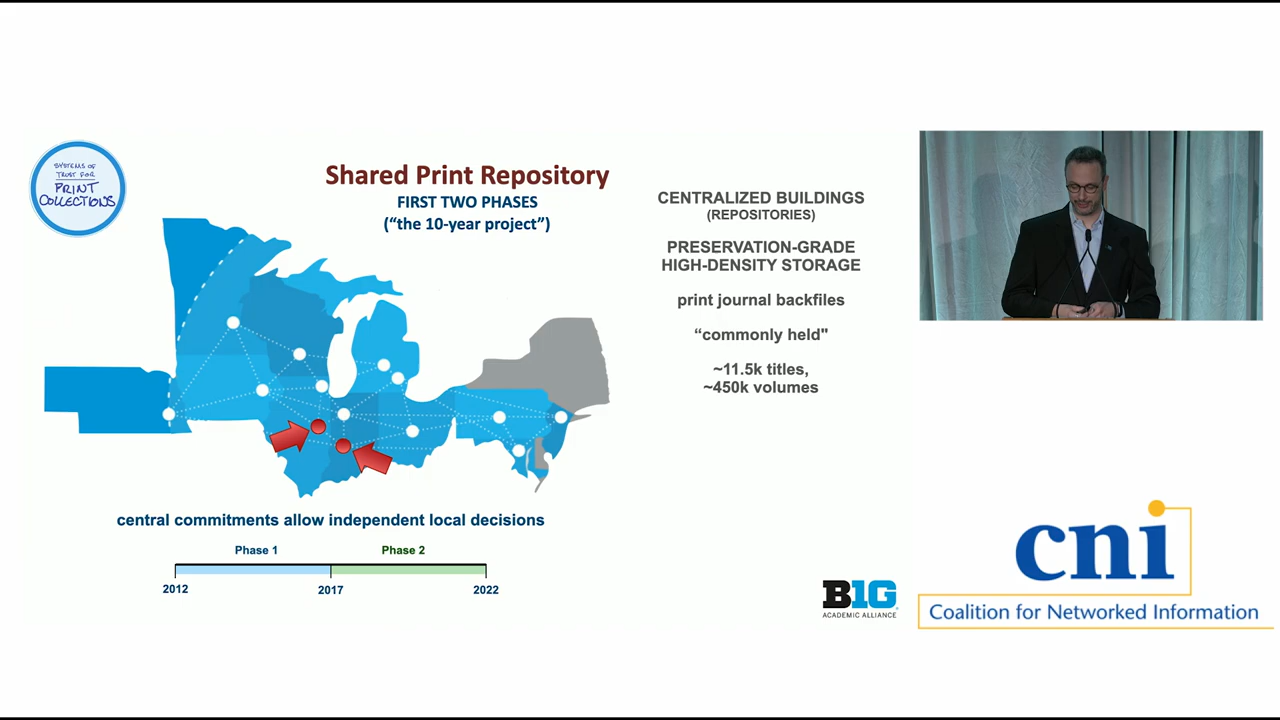 SYSTEMS OF
TRUST FOR
PRINT
COLLECTIONS
Shared Print Repository
FIRST TWO PHASES
(“the 10-year project”)
CENTRALIZED BUILDINGS
(REPOSITORIES)
PRESERVATION-GRADE
HIGH-DENSITY STORAGE
print journal backfiles
“commonly held"
~11.5k titles,
~450k volumes
central commitments allow independent local decisions
Phase 1
Phase 2
2012
2017
2022
B1G
ACADEMIC ALLIANCE
cni
Coalition for Networked Information